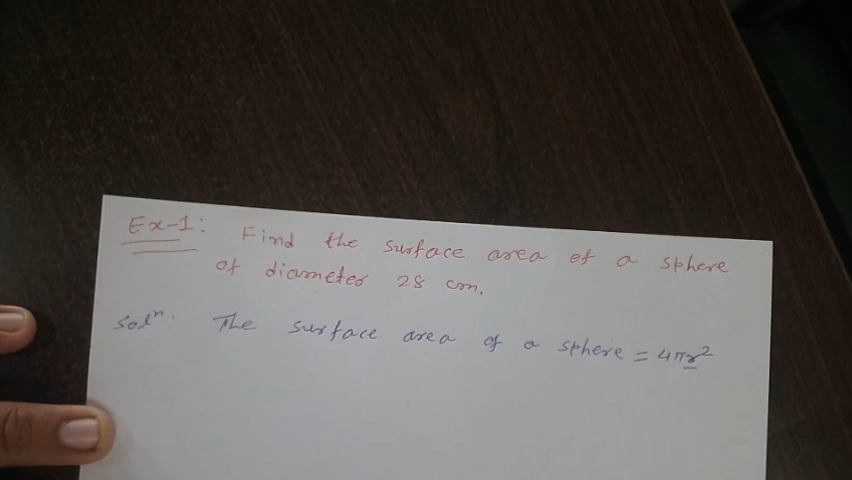 Ex-1: Find the surface area of a sphere
of diameter 28 cm.
Solⁿ: The surface area of a sphere = 4πr²